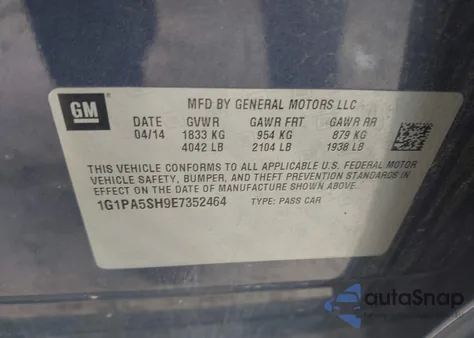 GM
MFD BY GENERAL MOTORS LLC
DATE GVWR GAWR FRT GAWR RR
04/14 1833 KG 954 KG 879 KG
4042 LB 2104 LB 1938 LB
THIS VEHICLE CONFORMS TO ALL APPLICABLE U.S. FEDERAL MOTOR
VEHICLE SAFETY, BUMPER, AND THEFT PREVENTION STANDARDS
IN EFFECT ON THE DATE OF MANUFACTURE SHOWN ABOVE.
1G1PA5SH9E7352464 TYPE: PASS CAR
autoSnap